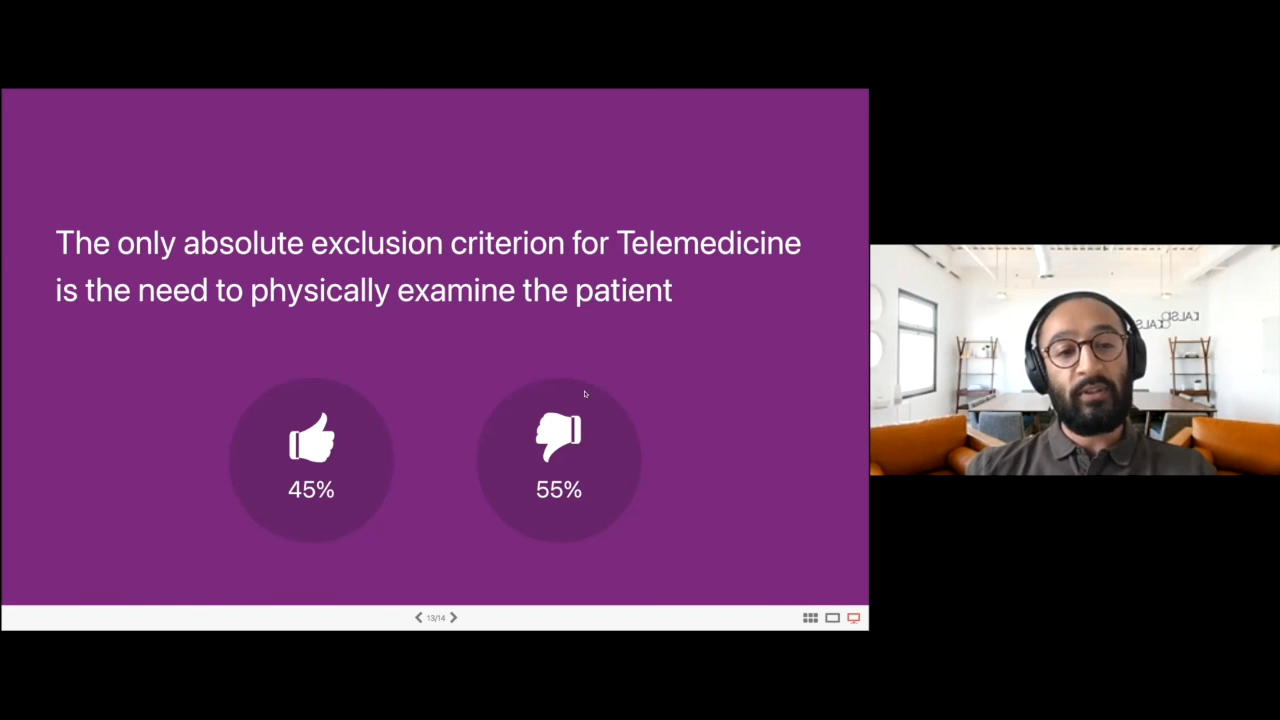 The only absolute exclusion criterion for Telemedicine
is the need to physically examine the patient
45%
55%
13/14